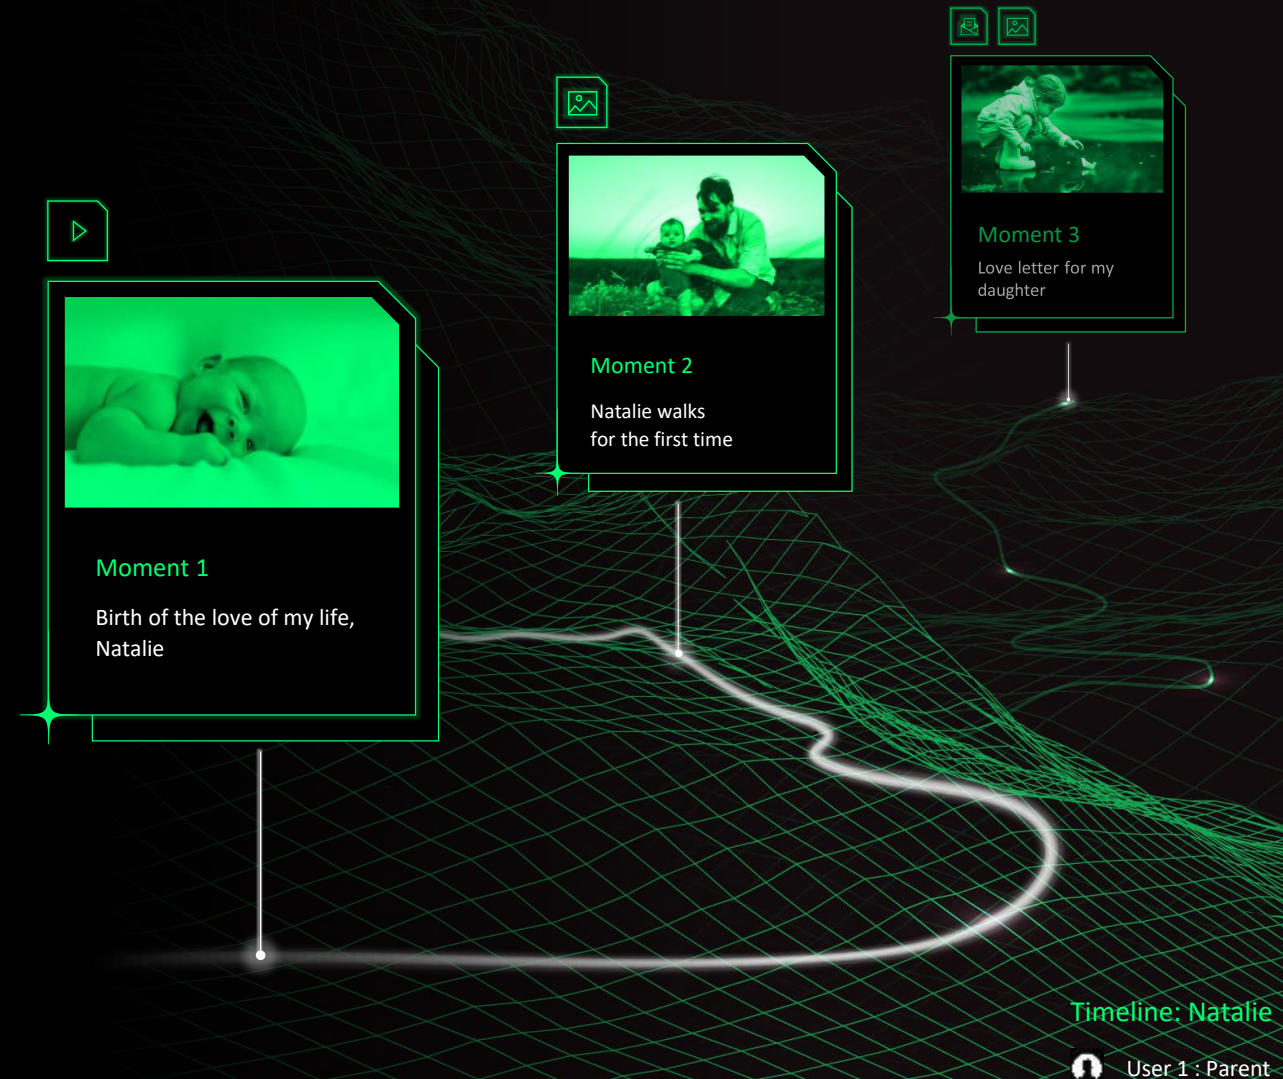 Moment 1
Birth of the love of my life,
Natalie
Moment 2
Natalie walks
for the first time
Moment 3
Love letter for my
daughter
Timeline: Natalie
User 1 : Parent